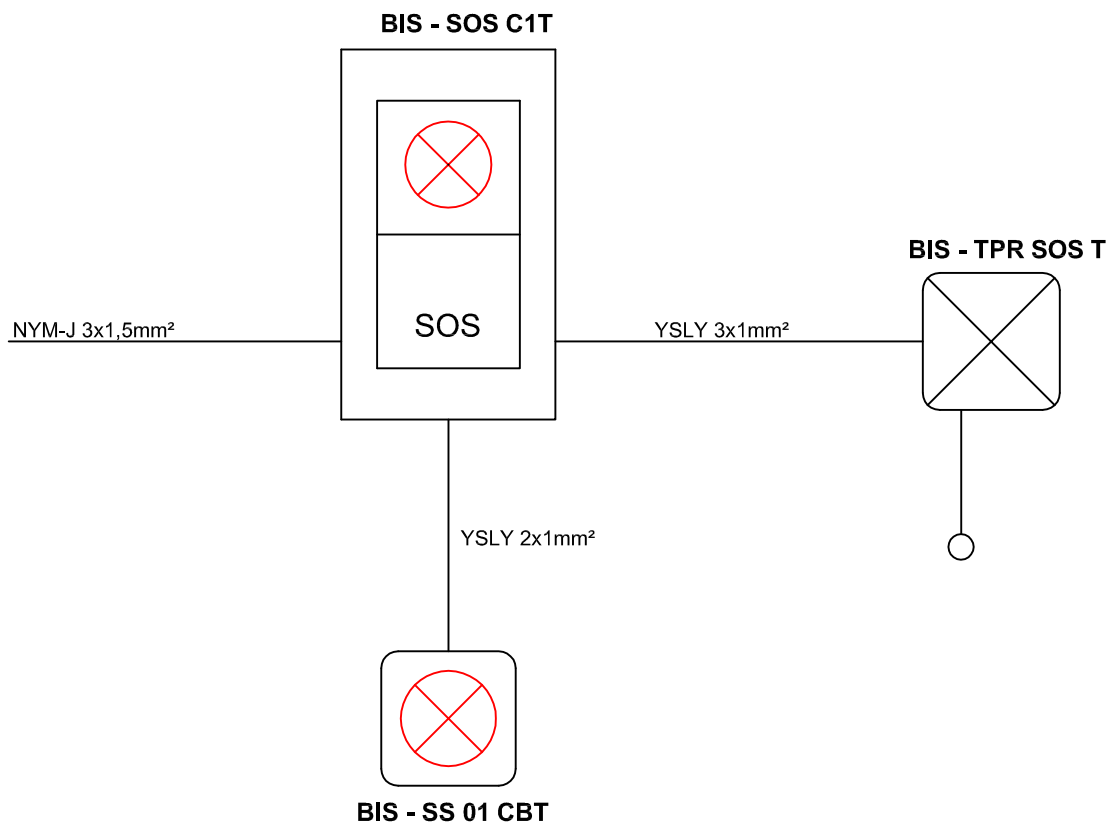 BIS - SOS C1T
BIS - TPR SOS T
NYM-J 3x1,5mm²
SOS
YSLY 3x1mm²
YSLY 2x1mm²
BIS - SS 01 CBT